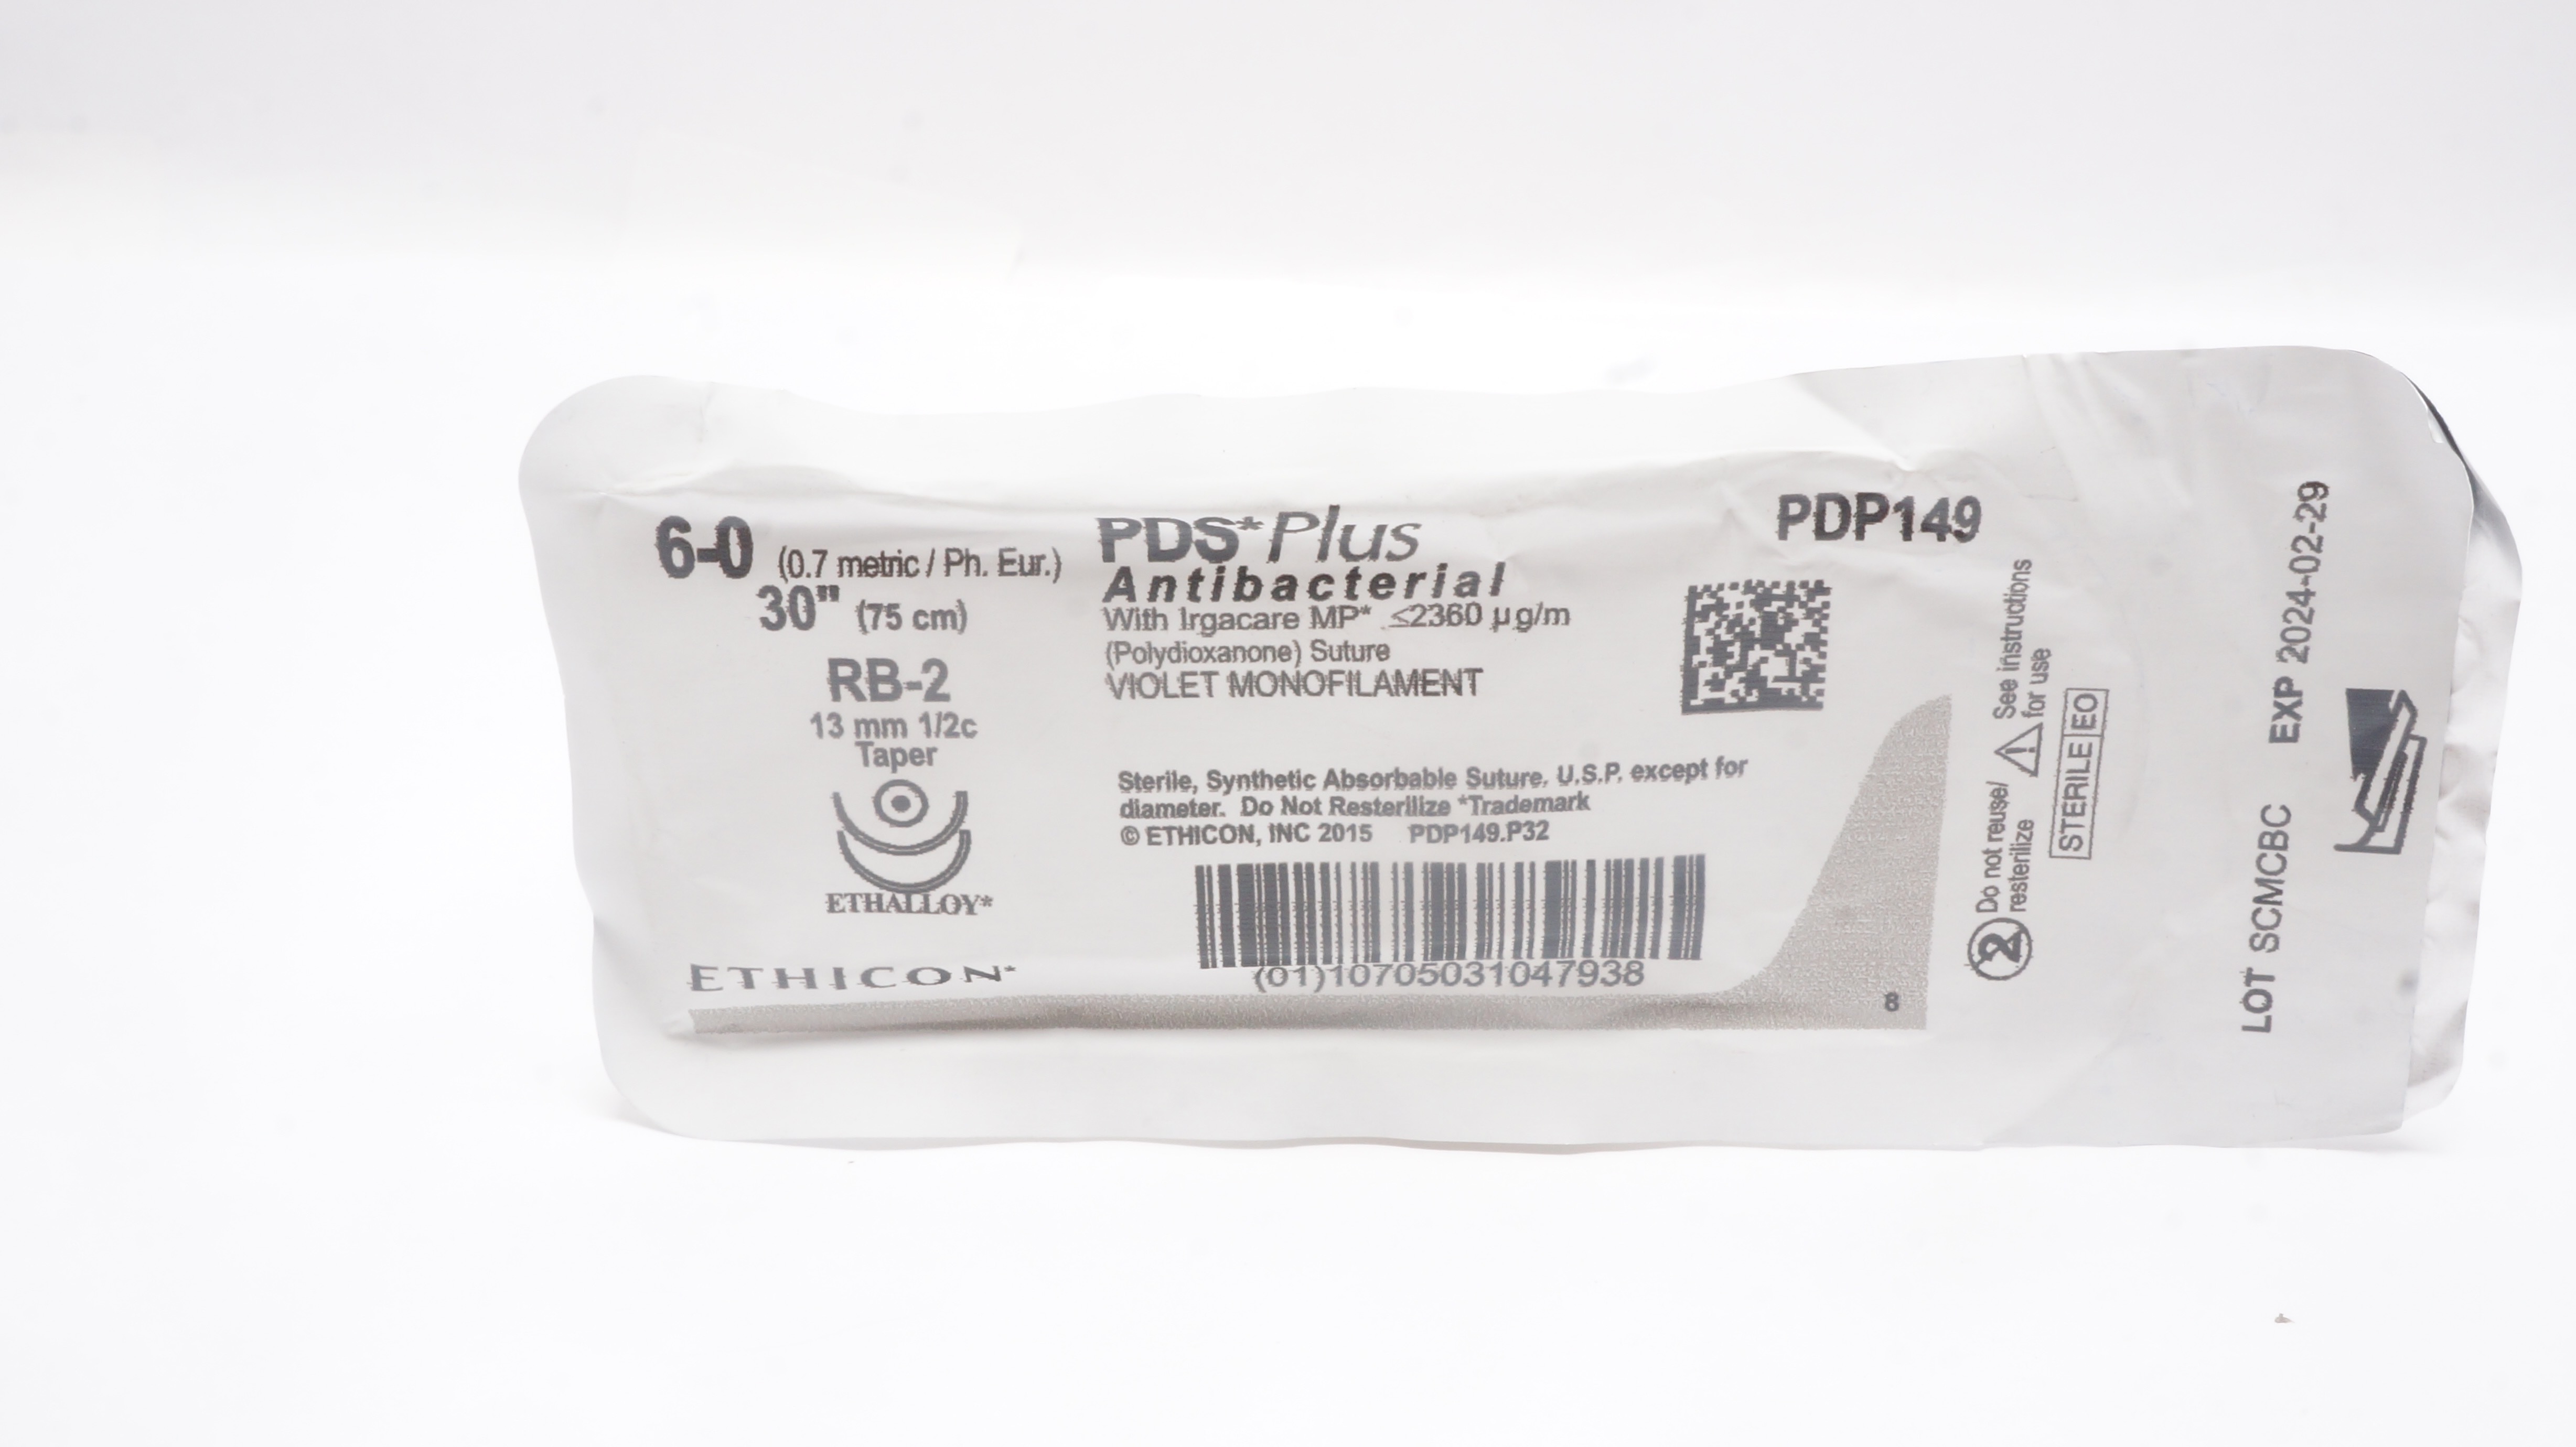 6-0 (0.7 metric / Ph. Eur.)
30" (75 cm)
RB-2
13 mm 1/2c
Taper
ETHALLOY*
ETHICON*
PDS* Plus
Antibacterial
With Irgacare MP* ≤2360 µg/m
(Polydioxanone) Suture
VIOLET MONOFILAMENT
Sterile, Synthetic Absorbable Suture, U.S.P. except for
diameter. Do Not Resterilize *Trademark
© ETHICON, INC 2015 PDP149.P32
(01)10705031047938
PDP149
8
2 Do not reuse/
resterilize
See instructions
for use
STERILE EO
LOT SCMCBC EXP 2024-02-29